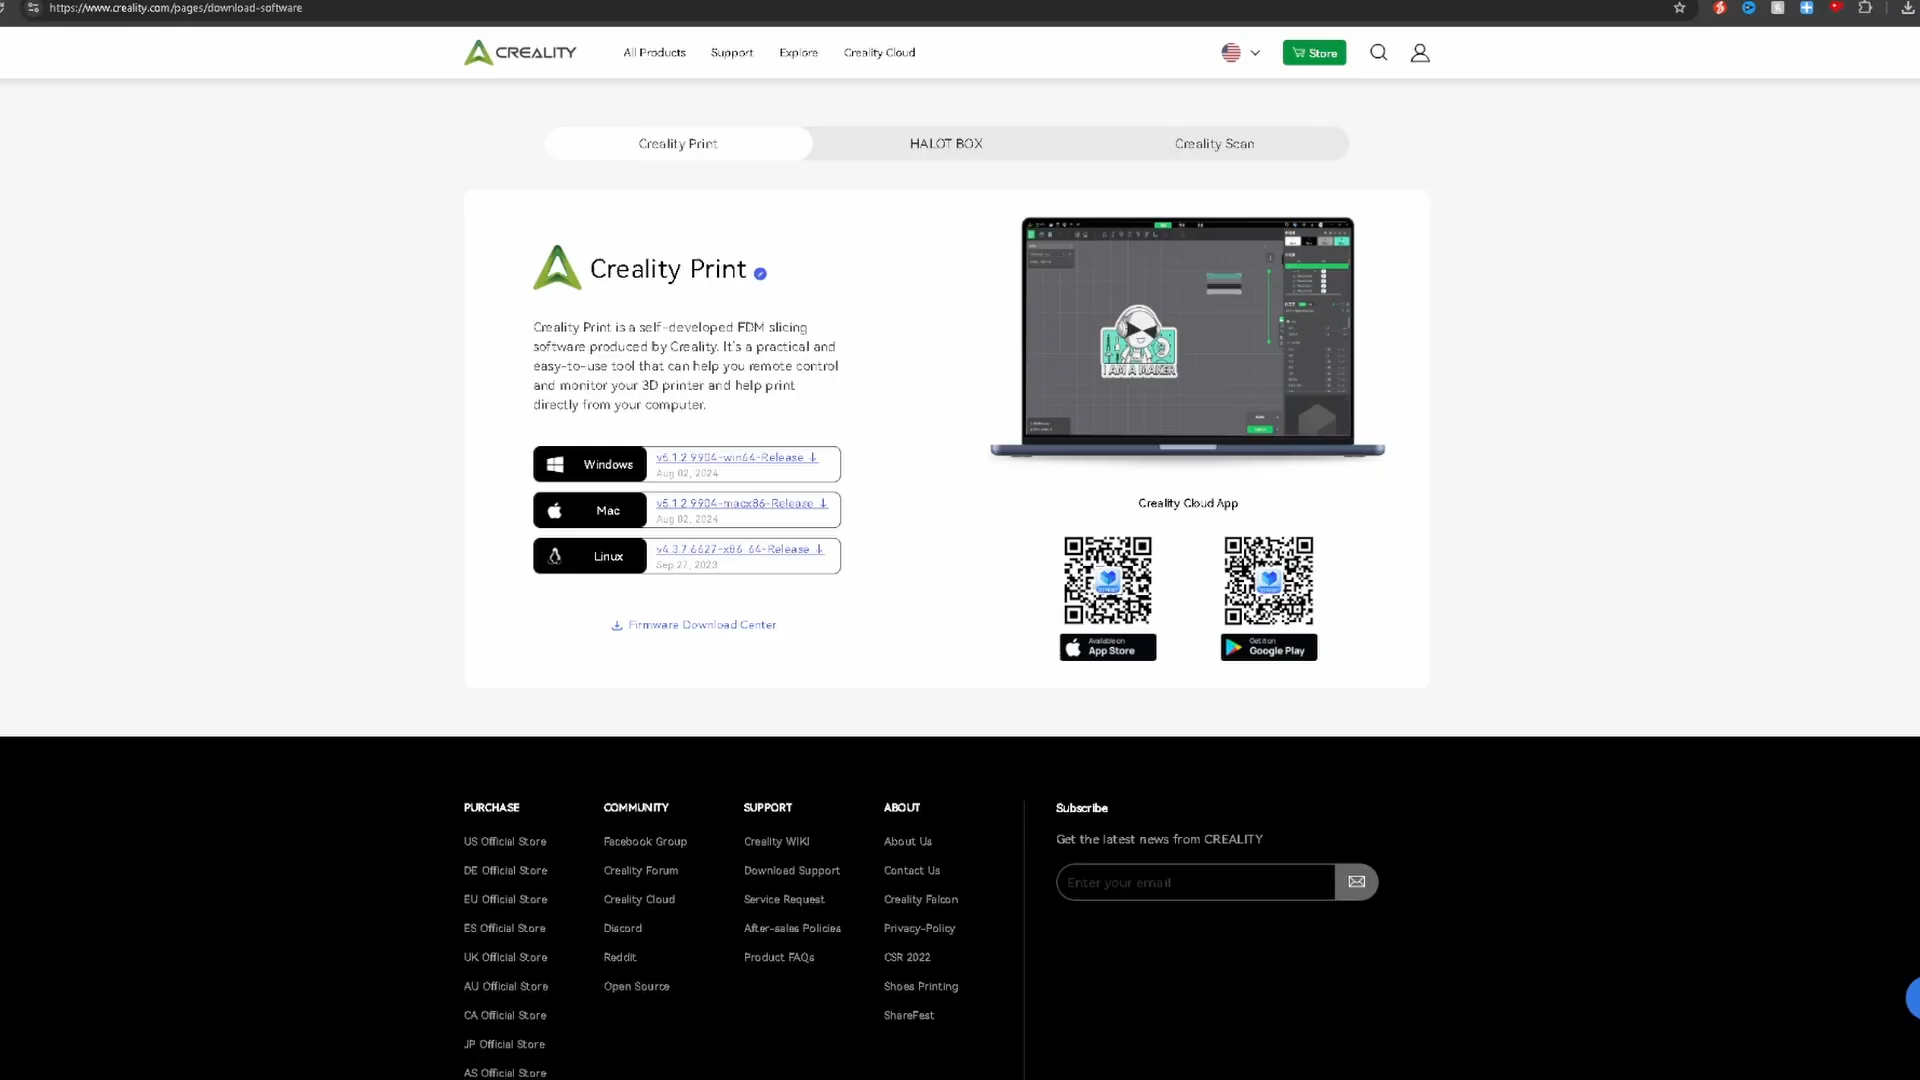 https://www.creality.com/pages/download-software
CREALITY
All Products
Support
Explore
Creality Cloud
Store
Creality Print
HALOT BOX
Creality Scan
Creality Print
Creality Print is a self-developed FDM slicing
software produced by Creality. It's a practical and
easy-to-use tool that can help you remote control
and monitor your 3D printer and help print
directly from your computer.
Windows
v5.1.2.9904-win64-Release
Aug 02, 2024
Mac
v5.1.2.9904-macx86-Release
Aug 02, 2024
Linux
v4.3.7.6627-x86_64-Release
Sep 27, 2023
Firmware Download Center
I AM A MAKER
Creality Cloud App
Available on
App Store
Get it on
Google Play
PURCHASE
US Official Store
DE Official Store
EU Official Store
ES Official Store
UK Official Store
AU Official Store
CA Official Store
JP Official Store
AS Official Store
COMMUNITY
Facebook Group
Creality Forum
Creality Cloud
Discord
Reddit
Open Source
SUPPORT
Creality WIKI
Download Support
Service Request
After-sales Policies
Product FAQs
ABOUT
About Us
Contact Us
Creality Falcon
Privacy-Policy
CSR 2022
Shoes Printing
ShareFest
Subscribe
Get the latest news from CREALITY
Enter your email